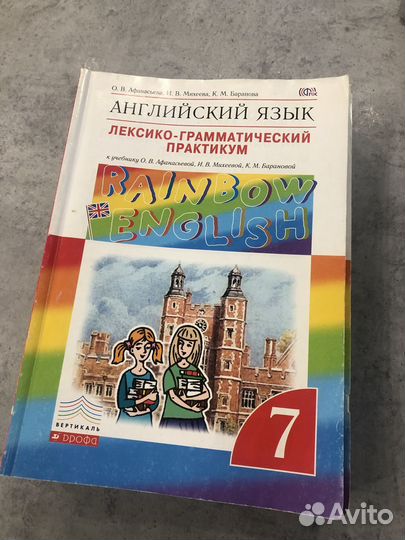 О. В. Афанасьева, И. В. Михеева, К. М. Баранова
АНГЛИЙСКИЙ ЯЗЫК
ЛЕКСИКО-ГРАММАТИЧЕСКИЙ
ПРАКТИКУМ
к учебнику О. В. Афанасьевой, И. В. Михеевой, К. М. Барановой
RAINBOW
ENGLISH
7
ВЕРТИКАЛЬ
дрофа
Avito